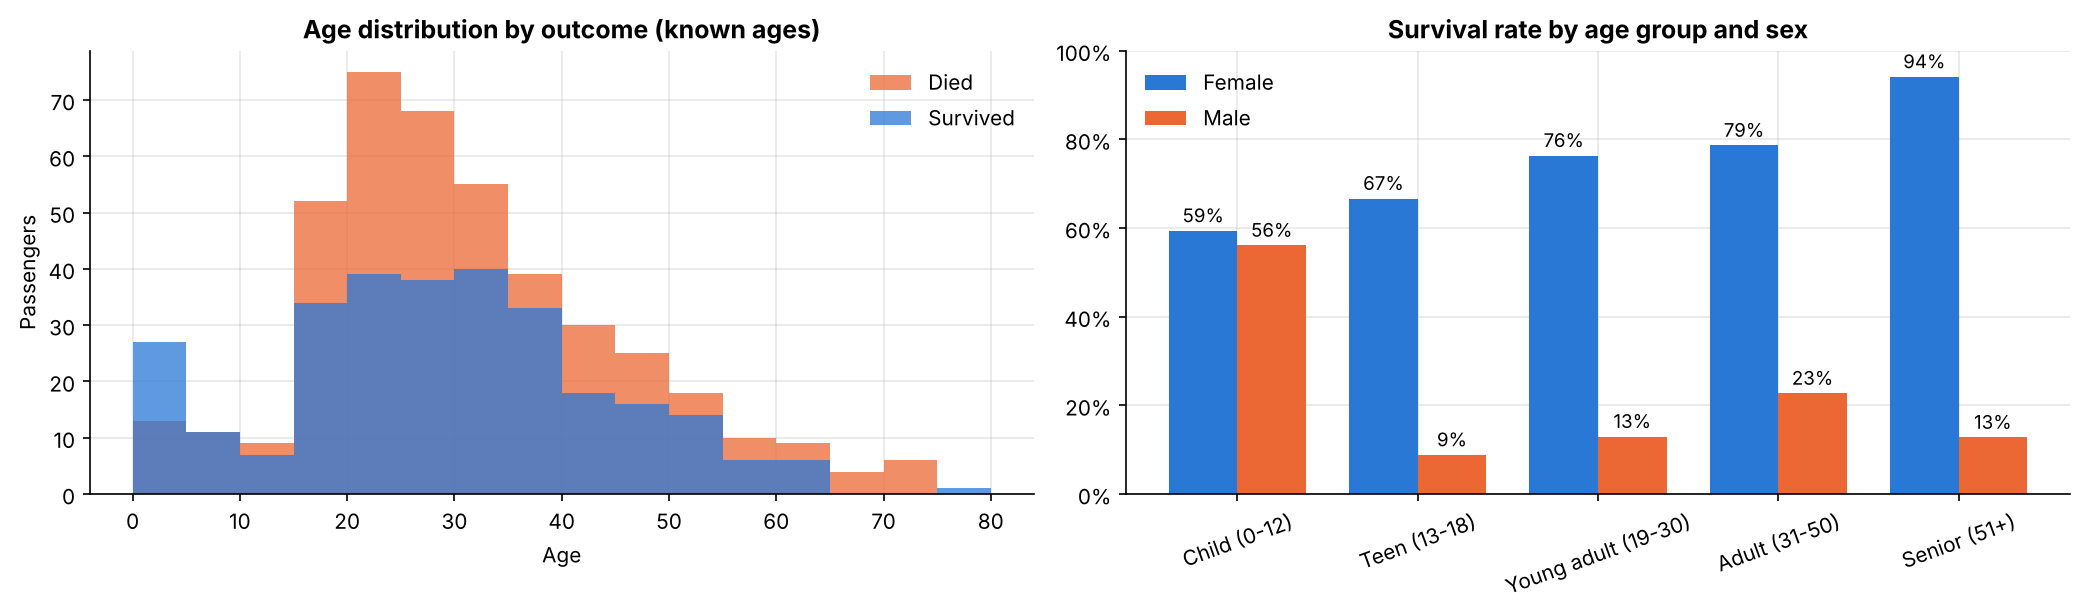 Age distribution by outcome (known ages)
Died
Survived
70
60
50
40
30
20
10
0
Passengers
0 10 20 30 40 50 60 70 80
Age
Survival rate by age group and sex
Female
Male
100%
80%
60%
40%
20%
0%
59% 56% 67% 9% 76% 13% 79% 23% 94% 13%
Child (0-12)
Teen (13-18)
Young adult (19-30)
Adult (31-50)
Senior (51+)